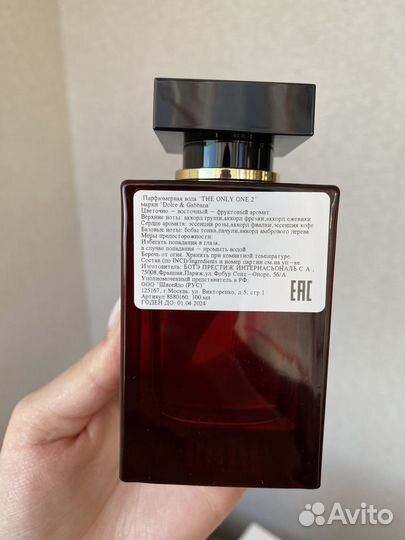 Парфюмерная вода "THE ONLY ONE 2"
марки "Dolce & Gabbana"
Цветочно – восточный – фруктовый аромат.
Верхние ноты: аккорд груши,аккорд фрезии,аккорд ежевики
Сердце аромата: эссенция розы,аккорд фиалки,эссенция кофе
Базовые ноты: бобы тонка,пачули,аккорд амбрового дерева
Меры предосторожности:
Избегать попадания в глаза,
в случае попадания – промыть водой.
Беречь от огня. Хранить при комнатной температуре.
Состав (по INCI)/Ingredients и номер партии см.на уп-ке.
Изготовитель: БОТЭ ПРЕСТИЖ ИНТЕРНАСЬОНАЛЬ С А ,
75008,Франция,Париж,ул Фобур Сент - Оноре, 56/А.
Уполномоченный представитель в РФ:
ООО "Шисейдо (РУС)"
125167, г Москва, ул. Викторенко, д.5, стр 1
Артикул 8580160, 100 мл
ГОДЕН ДО: 01.04.2024
EAC
Avito